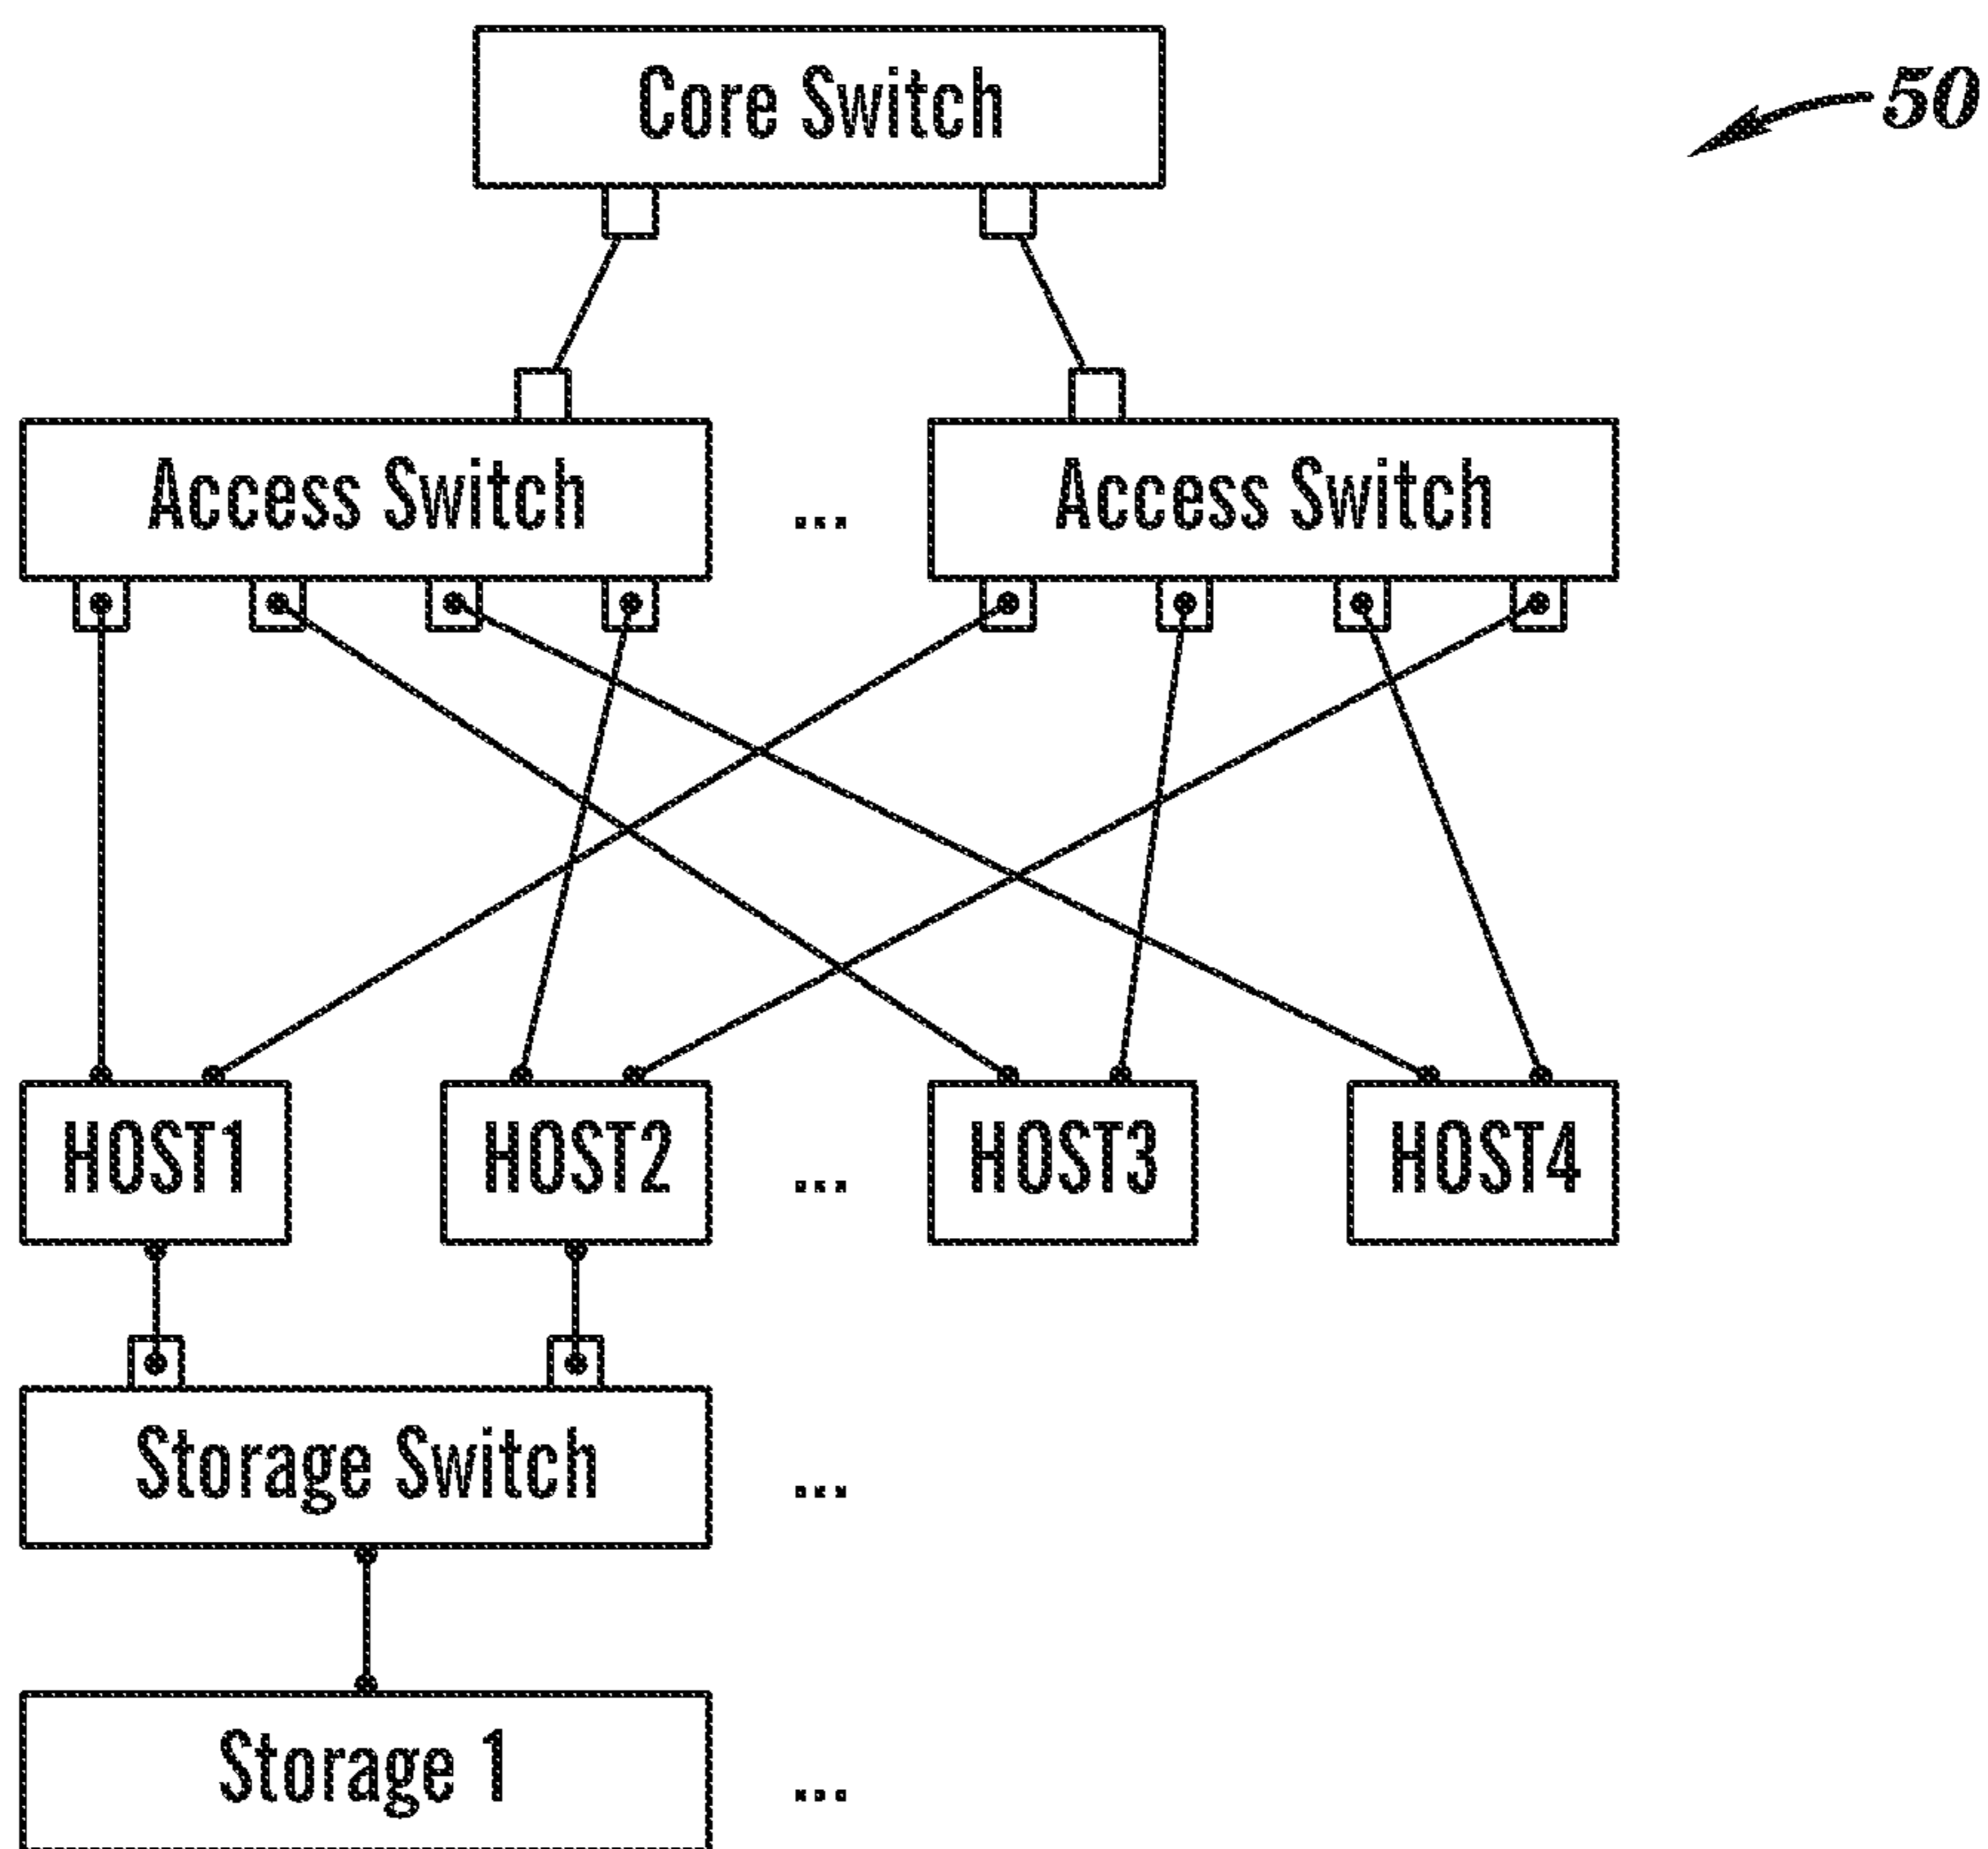 Core Switch
50
Access Switch ... Access Switch
HOST1 HOST2 ... HOST3 HOST4
Storage Switch ...
Storage 1 ...